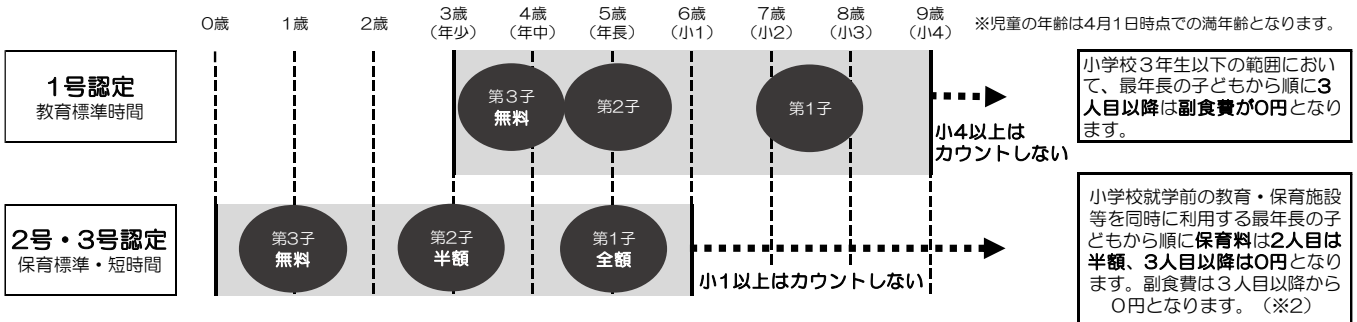 0歳 1歳 2歳 3歳 4歳 5歳 6歳 7歳 8歳 9歳
(年少) (年中) (年長) (小1) (小2) (小3) (小4)
※児童の年齢は4月1日時点での満年齢となります。
1号認定
教育標準時間
第3子
無料
第2子
第1子
小4以上は
カウントしない
小学校3年生以下の範囲におい
て、最年長の子どもから順に3
人目以降は副食費が0円となり
ます。
2号・3号認定
保育標準・短時間
第3子
無料
第2子
半額
第1子
全額
小1以上はカウントしない
小学校就学前の教育・保育施設
等を同時に利用する最年長の子
どもから順に保育料は2人目は
半額、3人目以降は0円となり
ます。副食費は3人目以降から
0円となります。(※2)